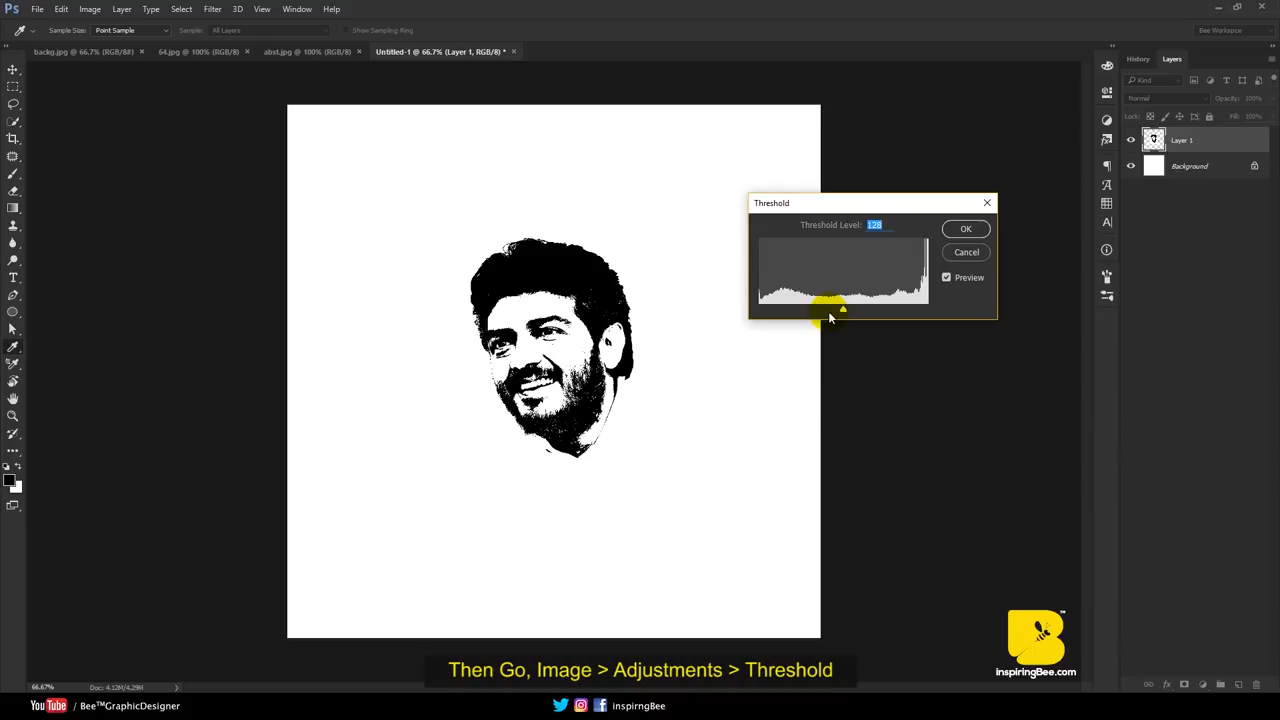 Ps File Edit Image Layer Type Select Filter 3D View Window Help
Sample Size: Point Sample Sample: All Layers Show Sampling Ring Bee Workspce
backg.jpg @ 66.7% (RGB/8#) × 64.jpg @ 100% (RGB/8) × abst.jpg @ 100% (RGB/8) × Untitled-1 @ 66.7% (Layer 1, RGB/8) * ×
History Layers
Kind
Normal Opacity: 100%
Lock: Fill: 100%
Layer 1
Background
Threshold
Threshold Level: 128
OK
Cancel
Preview
B
inspiringBee.com
Then Go, Image > Adjustments > Threshold
66.67% Doc: 4.12M/4.29M
YouTube / Bee™GraphicDesigner inspirngBee